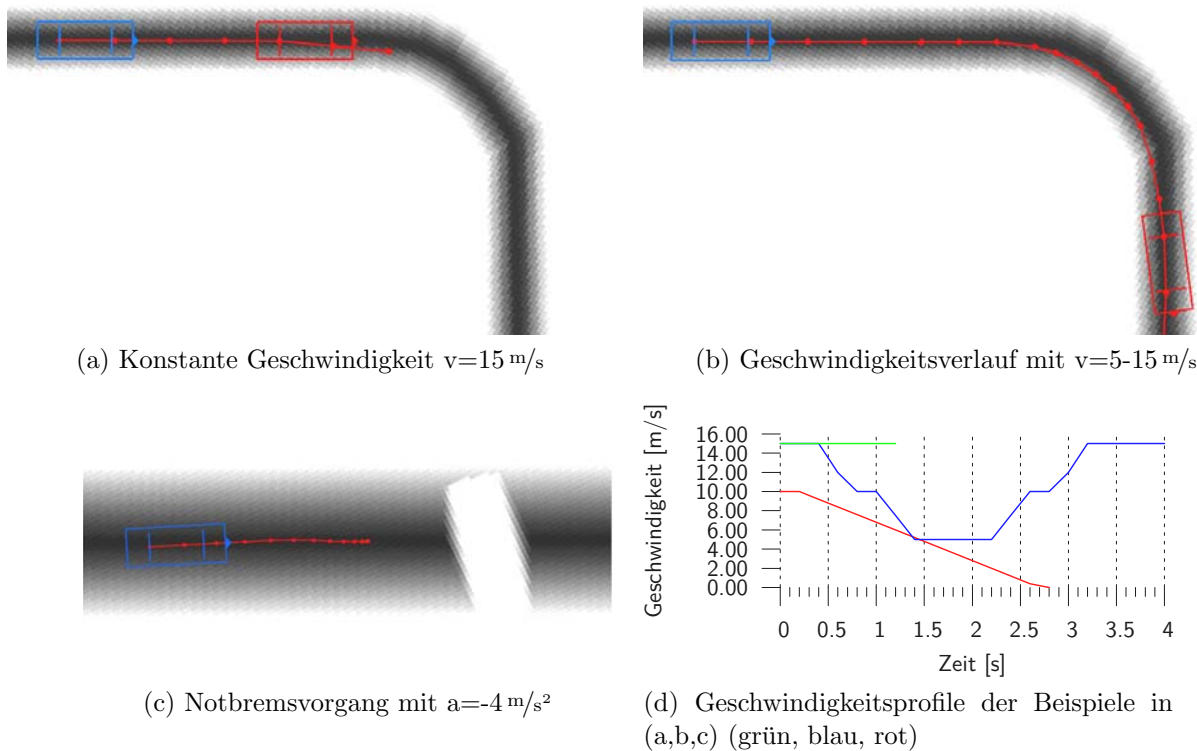 (a) Konstante Geschwindigkeit v=15 m/s
(b) Geschwindigkeitsverlauf mit v=5-15 m/s
(c) Notbremsvorgang mit a=-4 m/s²
Geschwindigkeit [m/s]
16.00
14.00
12.00
10.00
8.00
6.00
4.00
2.00
0.00
0 0.5 1 1.5 2 2.5 3 3.5 4
Zeit [s]
(d) Geschwindigkeitsprofile der Beispiele in
(a,b,c) (grün, blau, rot)